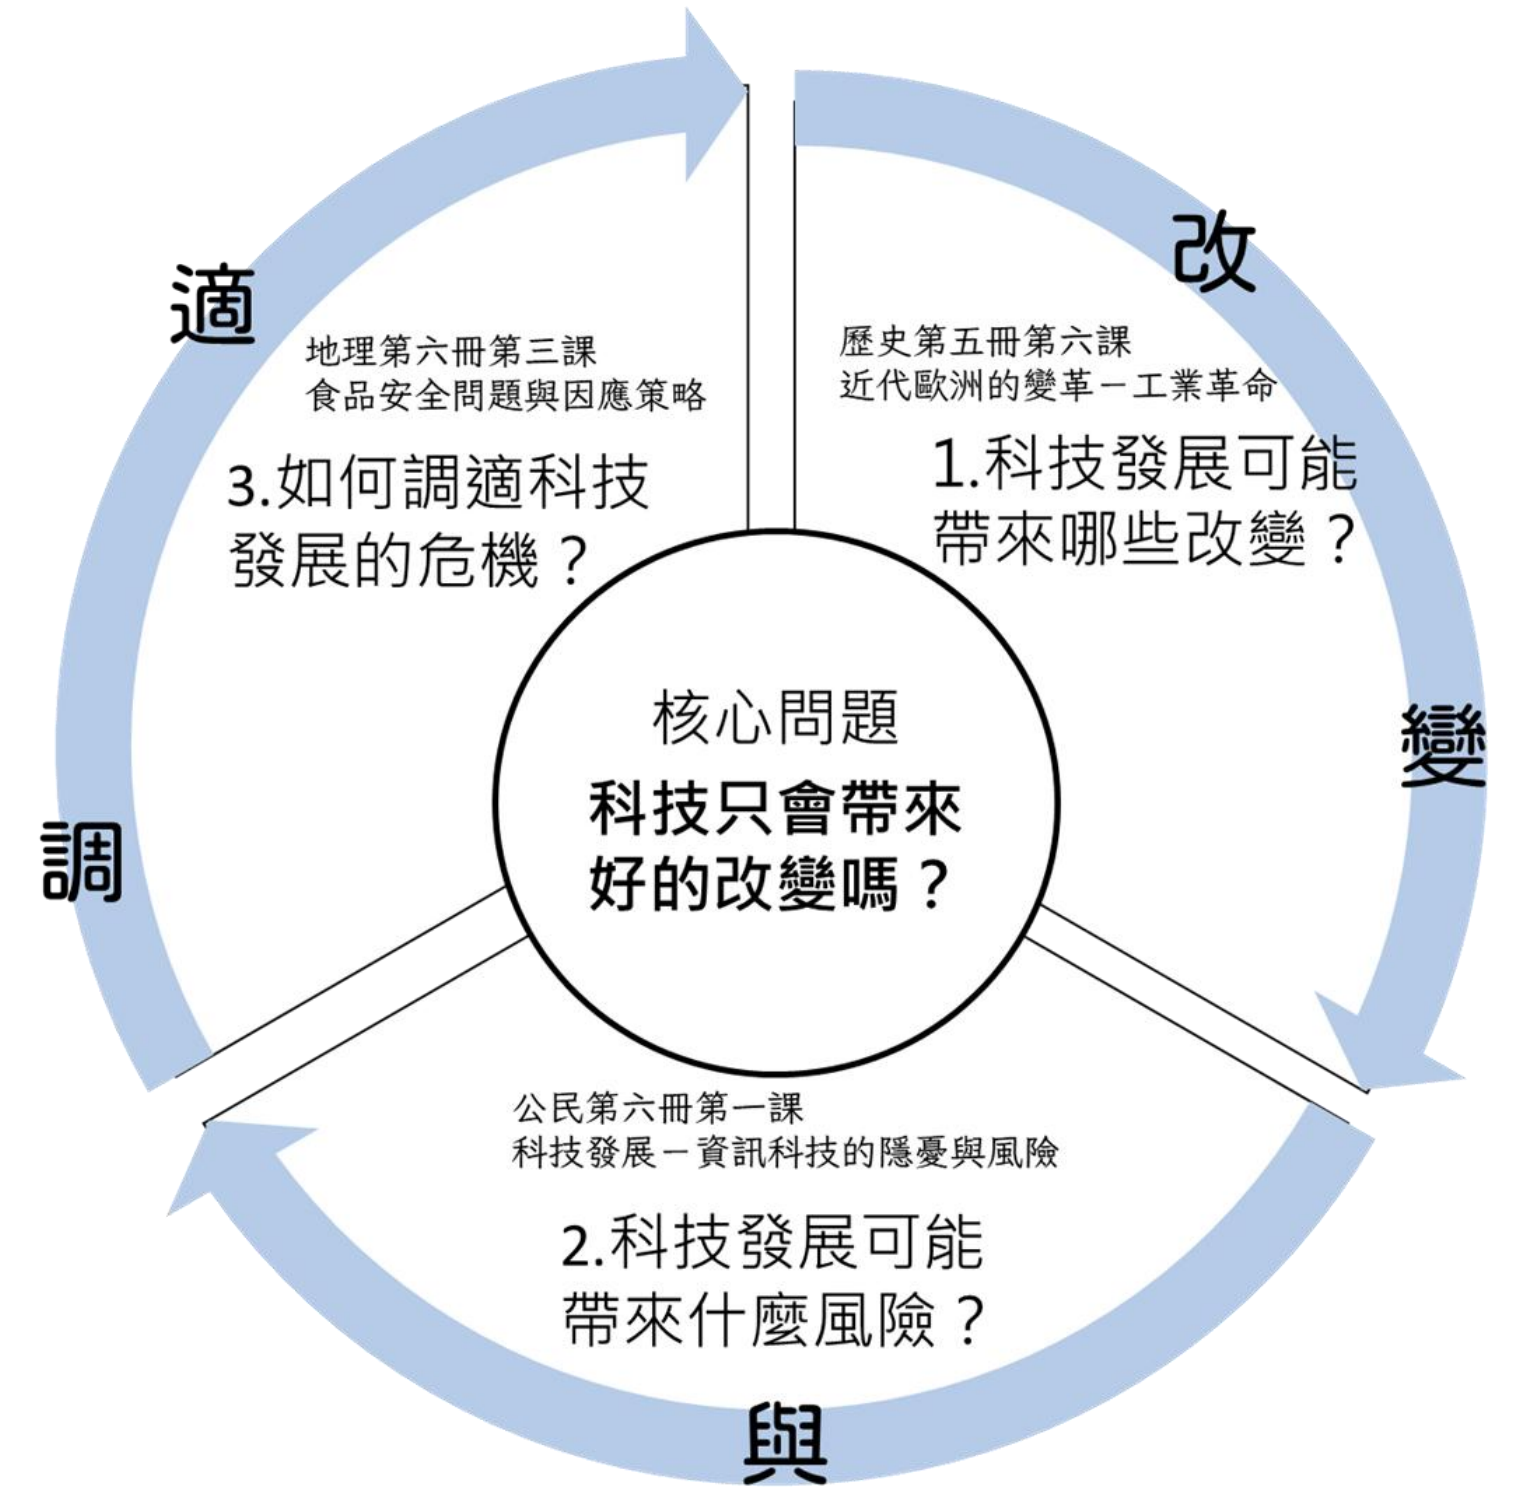 改
變
歷史第五冊第六課
近代歐洲的變革－工業革命
1.科技發展可能
帶來哪些改變？
與
公民第六冊第一課
科技發展－資訊科技的隱憂與風險
2.科技發展可能
帶來什麼風險？
調
適
地理第六冊第三課
食品安全問題與因應策略
3.如何調適科技
發展的危機？
核心問題
科技只會帶來
好的改變嗎？